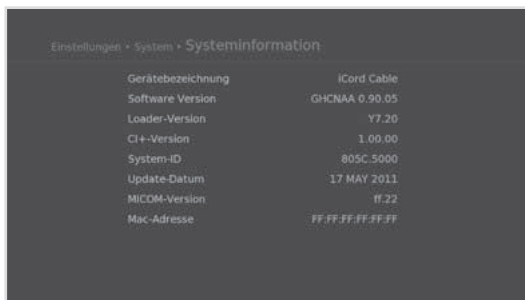 Einstellungen • System • Systeminformation
Gerätebezeichnung iCord Cable
Software Version GHCNAA 0.90.05
Loader-Version Y7.20
CI+-Version 1.00.00
System-ID 805C.5000
Update-Datum 17 MAY 2011
MICOM-Version ff.22
Mac-Adresse FF:FF:FF:FF:FF:FF